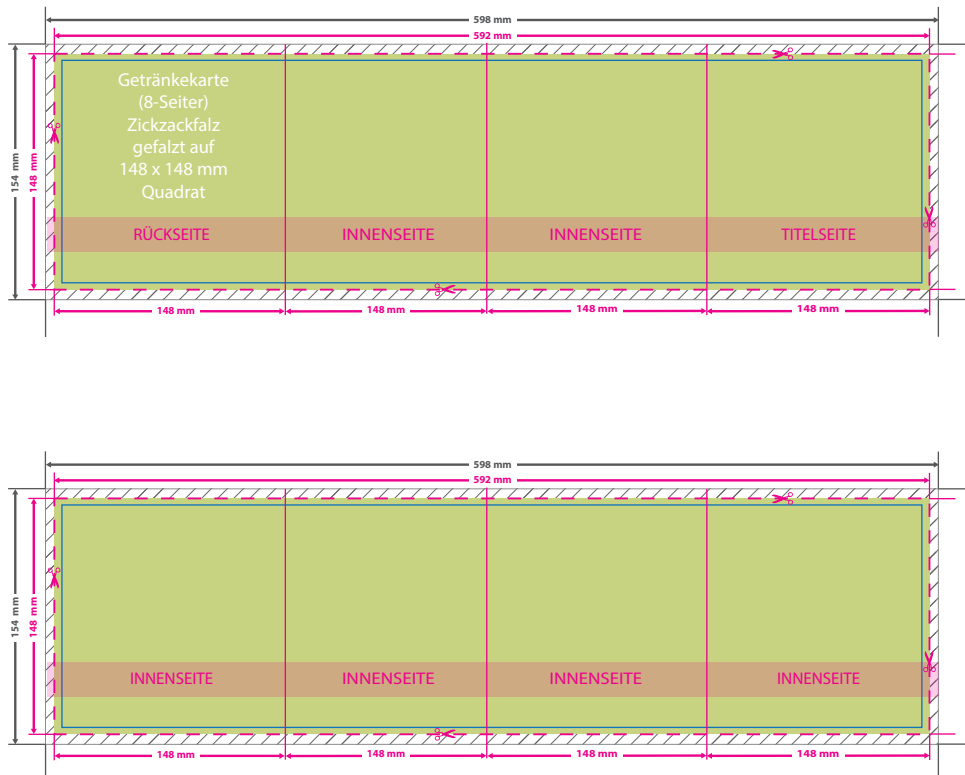 598 mm
592 mm
154 mm
148 mm
Getränkekarte
(8-Seiter)
Zickzackfalz
gefalzt auf
148 x 148 mm
Quadrat
RÜCKSEITE
INNENSEITE
INNENSEITE
TITELSEITE
148 mm
148 mm
148 mm
148 mm
598 mm
592 mm
154 mm
148 mm
INNENSEITE
INNENSEITE
INNENSEITE
INNENSEITE
148 mm
148 mm
148 mm
148 mm